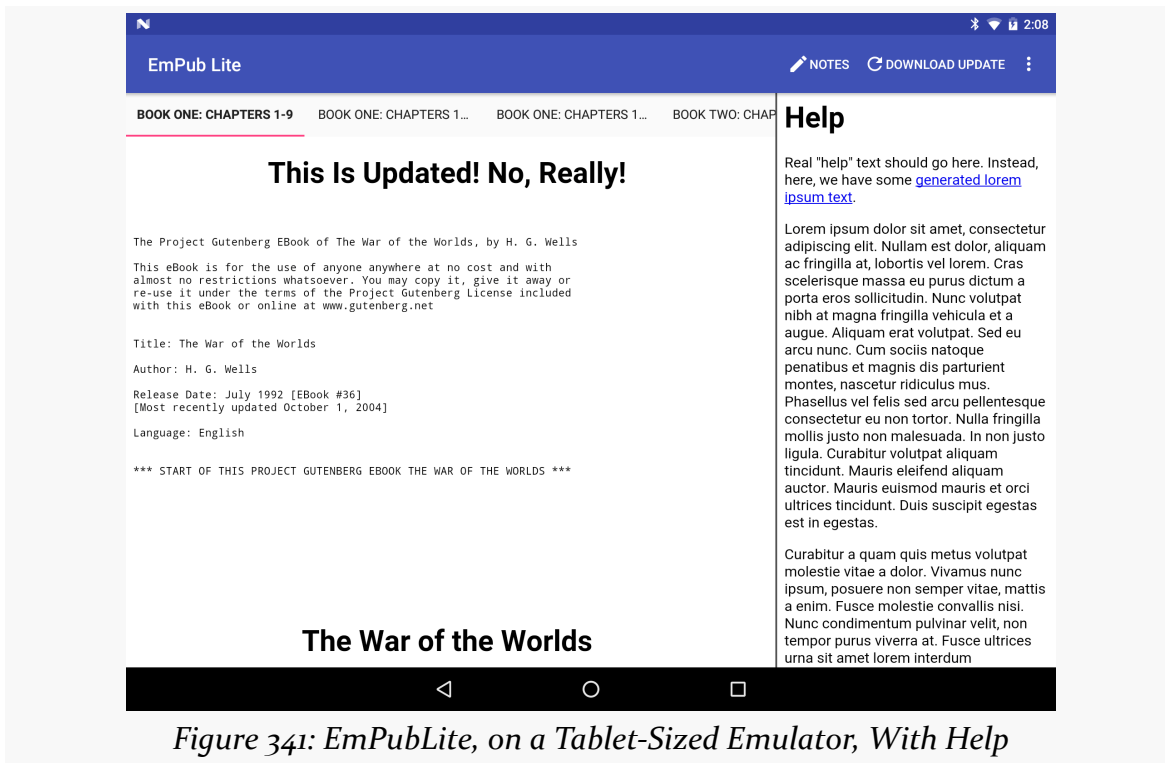 2:08
EmPub Lite
NOTES
DOWNLOAD UPDATE
BOOK ONE: CHAPTERS 1-9
BOOK ONE: CHAPTERS 1...
BOOK ONE: CHAPTERS 1...
BOOK TWO: CHAP
This Is Updated! No, Really!
The Project Gutenberg EBook of The War of the Worlds, by H. G. Wells
This eBook is for the use of anyone anywhere at no cost and with
almost no restrictions whatsoever. You may copy it, give it away or
re-use it under the terms of the Project Gutenberg License included
with this eBook or online at www.gutenberg.net
Title: The War of the Worlds
Author: H. G. Wells
Release Date: July 1992 [EBook #36]
[Most recently updated October 1, 2004]
Language: English
*** START OF THIS PROJECT GUTENBERG EBOOK THE WAR OF THE WORLDS ***
The War of the Worlds
Help
Real "help" text should go here. Instead,
here, we have some generated lorem
ipsum text.
Lorem ipsum dolor sit amet, consectetur
adipiscing elit. Nullam est dolor, aliquam
ac fringilla at, lobortis vel lorem. Cras
scelerisque massa eu purus dictum a
porta eros sollicitudin. Nunc volutpat
nibh at magna fringilla vehicula et a
augue. Aliquam erat volutpat. Sed eu
arcu nunc. Cum sociis natoque
penatibus et magnis dis parturient
montes, nascetur ridiculus mus.
Phasellus vel felis sed arcu pellentesque
consectetur eu non tortor. Nulla fringilla
mollis justo non malesuada. In non justo
ligula. Curabitur volutpat aliquam
tincidunt. Mauris eleifend aliquam
auctor. Mauris euismod mauris et orci
ultrices tincidunt. Duis suscipit egestas
est in egestas.
Curabitur a quam quis metus volutpat
molestie vitae a dolor. Vivamus nunc
ipsum, posuere non semper vitae, mattis
a enim. Fusce molestie convallis nisi.
Nunc condimentum pulvinar velit, non
tempor purus viverra at. Fusce ultrices
urna sit amet lorem interdum
Figure 341: EmPubLite, on a Tablet-Sized Emulator, With Help